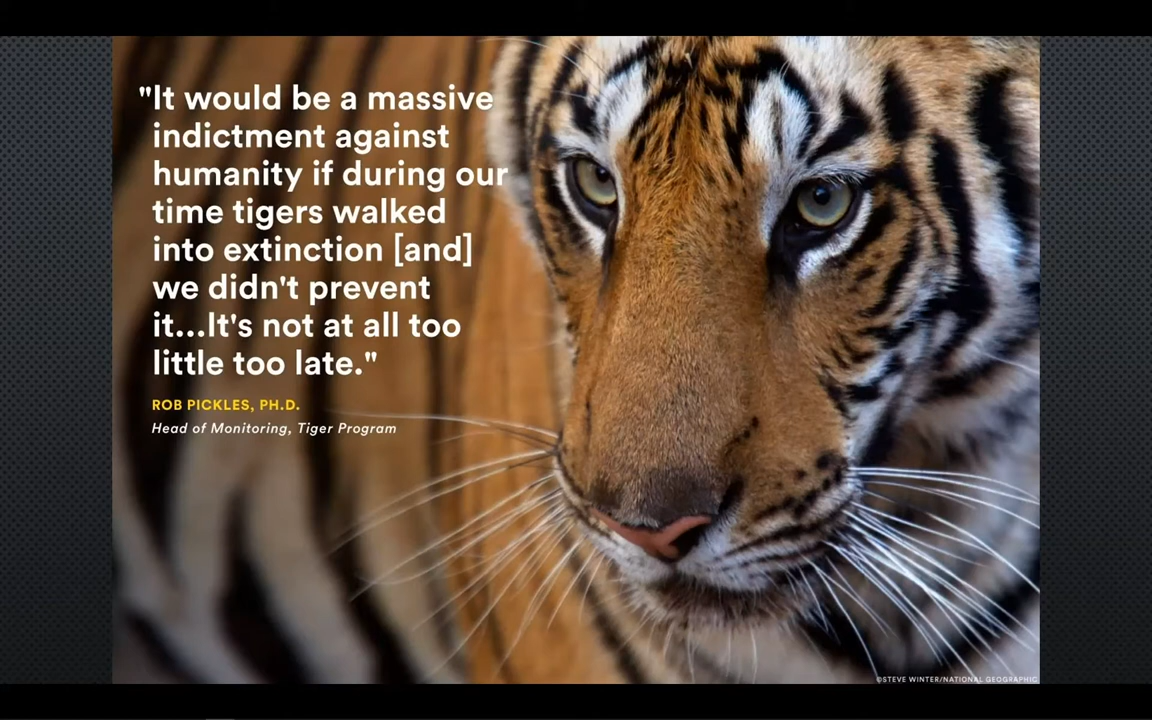 "It would be a massive
indictment against
humanity if during our
time tigers walked
into extinction [and]
we didn't prevent
it...It's not at all too
little too late."
ROB PICKLES, PH.D.
Head of Monitoring, Tiger Program
©STEVE WINTER/NATIONAL GEOGRAPHIC